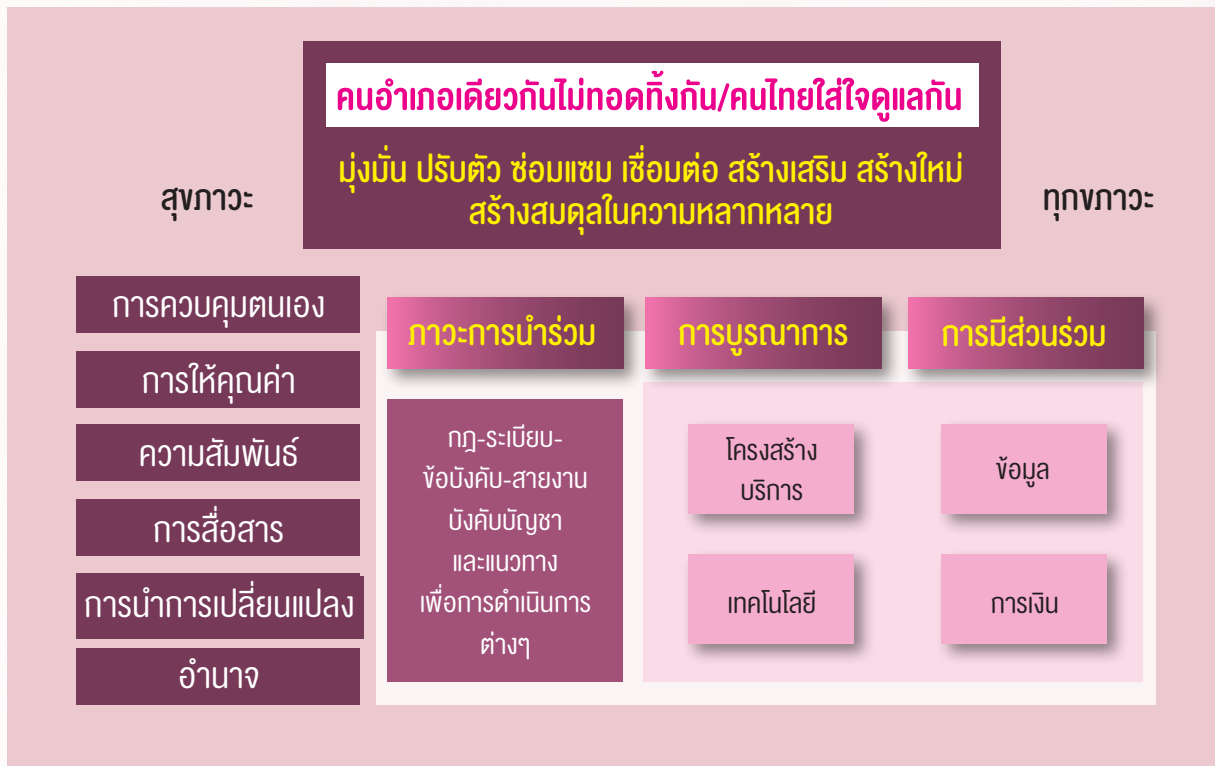 คนอำเภอเดียวกันไม่ทอดทิ้งกัน/คนไทยใส่ใจดูแลกัน
มุ่งมั่น ปรับตัว ซ่อมแซม เชื่อมต่อ สร้างเสริม สร้างใหม่
สร้างสมดุลในความหลากหลาย
สุขภาวะ
ทุกขภาวะ
การควบคุมตนเอง
การให้คุณค่า
ความสัมพันธ์
การสื่อสาร
การนำการเปลี่ยนแปลง
อำนาจ
ภาวะการนำร่วม
การบูรณาการ
การมีส่วนร่วม
กฎ-ระเบียบ-
ข้อบังคับ-สายงาน
บังคับบัญชา
และแนวทาง
เพื่อการดำเนินการ
ต่างๆ
โครงสร้าง
บริการ
ข้อมูล
เทคโนโลยี
การเงิน